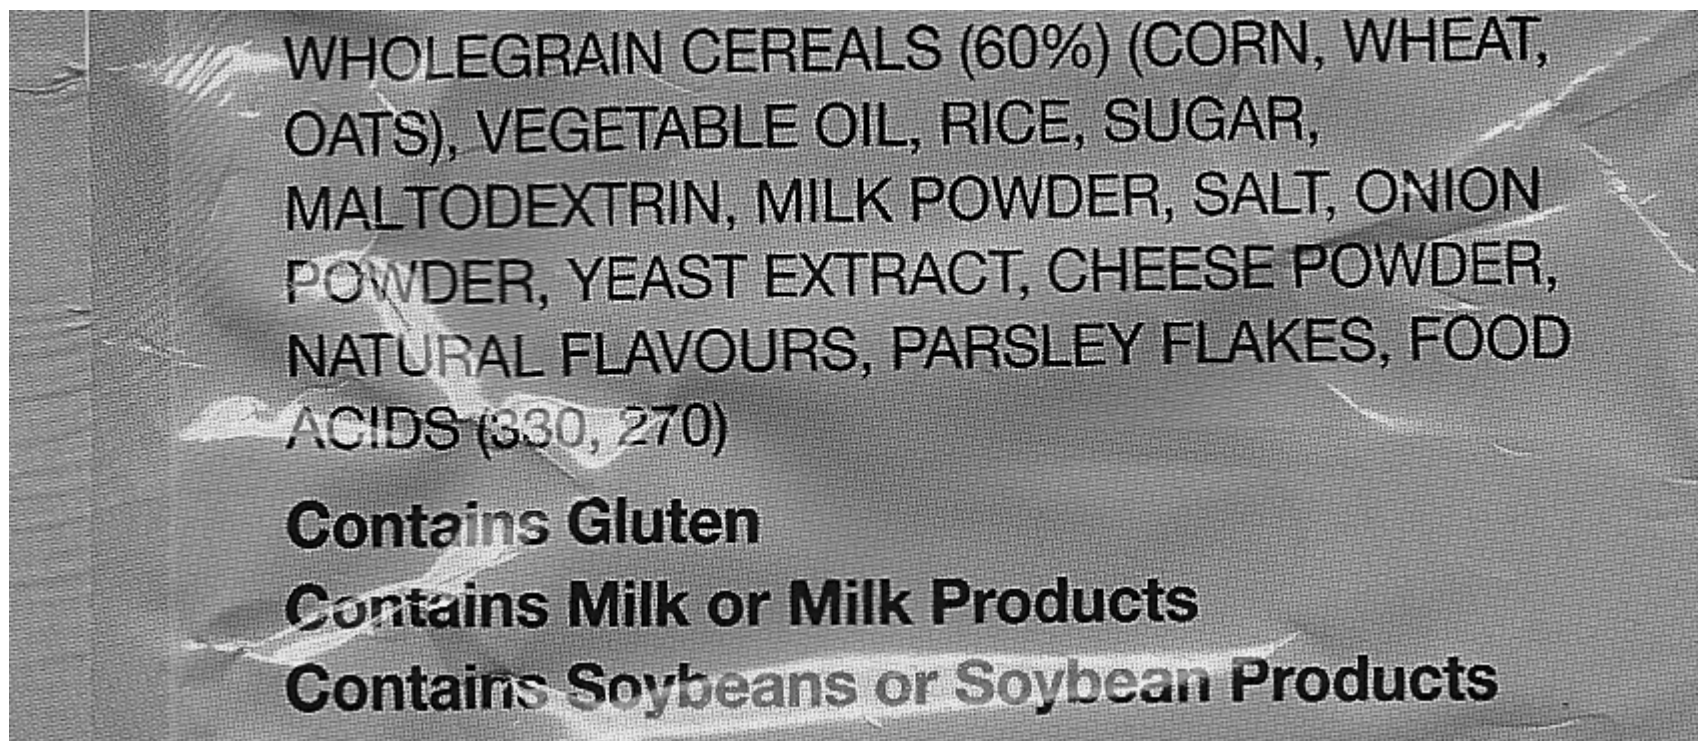 WHOLEGRAIN CEREALS (60%) (CORN, WHEAT,
OATS), VEGETABLE OIL, RICE, SUGAR,
MALTODEXTRIN, MILK POWDER, SALT, ONION
POWDER, YEAST EXTRACT, CHEESE POWDER,
NATURAL FLAVOURS, PARSLEY FLAKES, FOOD
ACIDS (330, 270)
Contains Gluten
Contains Milk or Milk Products
Contains Soybeans or Soybean Products